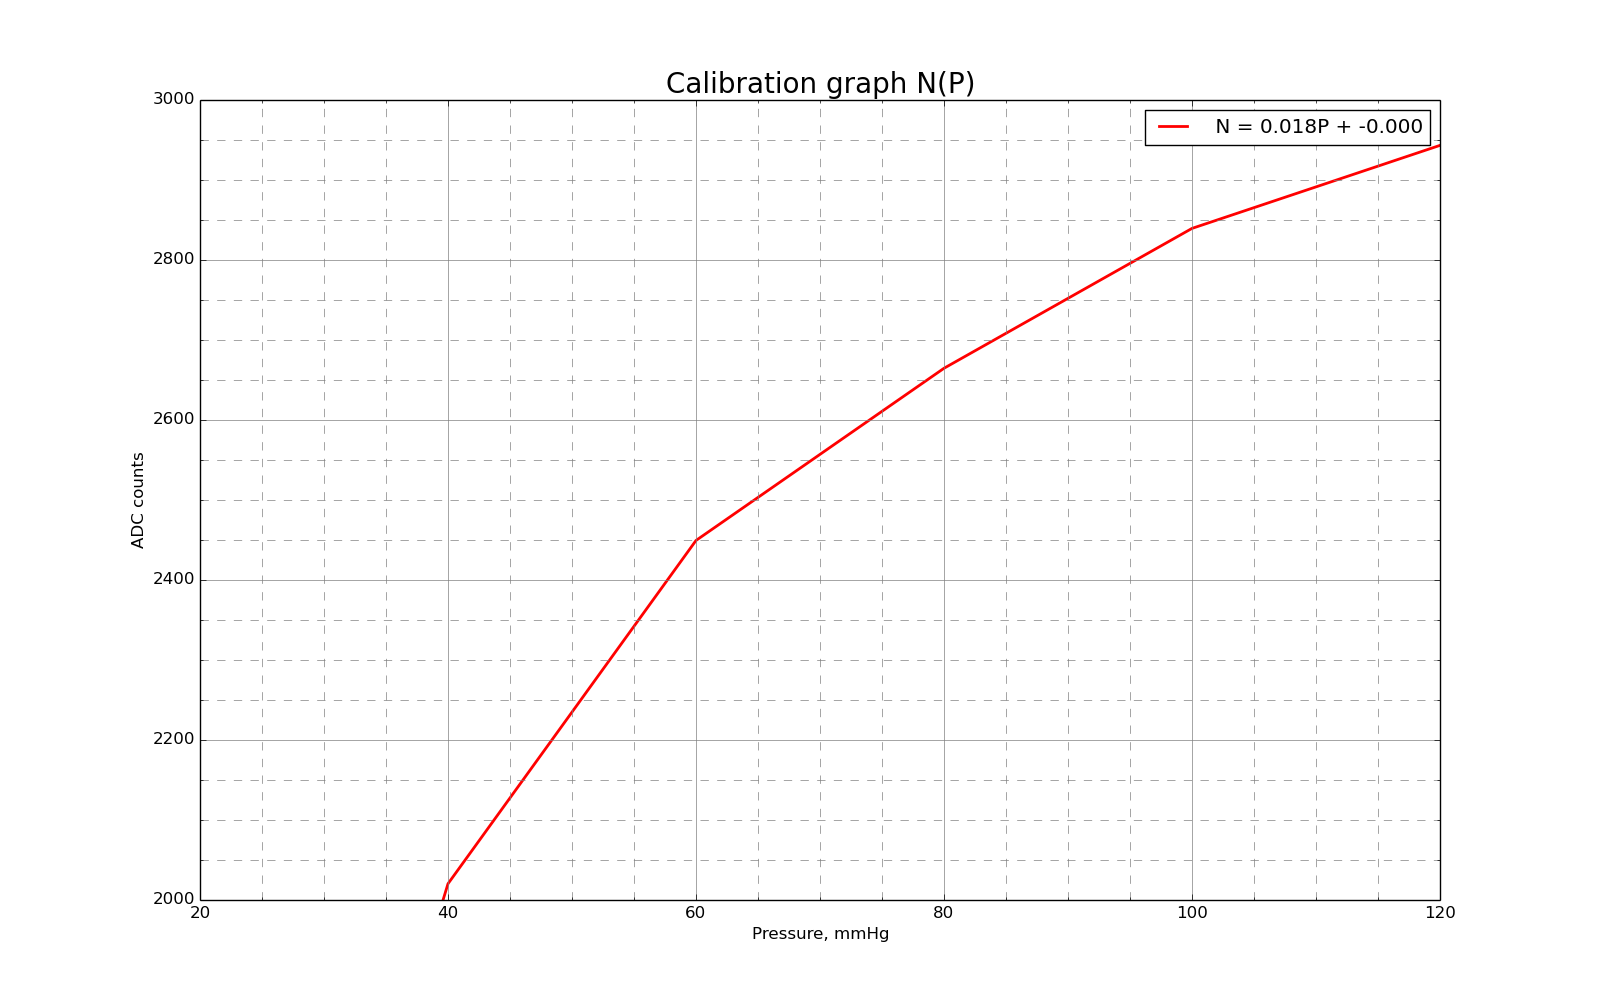 Calibration graph N(P)
N = 0.018P + -0.000
3000
2800
2600
2400
2200
2000
ADC counts
20 40 60 80 100 120
Pressure, mmHg